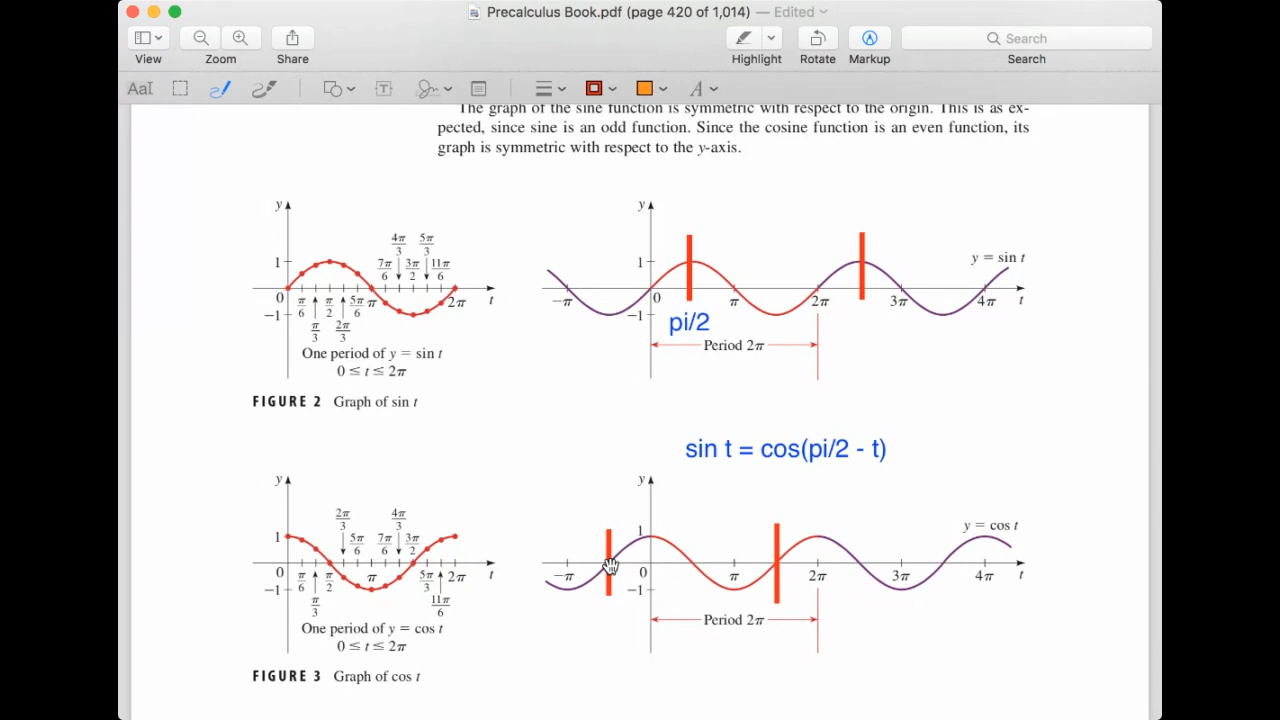 Precalculus Book.pdf (page 420 of 1,014) — Edited
View Zoom Share Highlight Rotate Markup Search
Search
AaI T A
The graph of the sine function is symmetric with respect to the origin. This is as ex-
pected, since sine is an odd function. Since the cosine function is an even function, its
graph is symmetric with respect to the y-axis.
y
1
0
−1
4π/3 5π/3
7π/6 3π/2 11π/6
π/6 π/2 5π/6 π 2π t
π/3 2π/3
One period of y = sin t
0 ≤ t ≤ 2π
FIGURE 2 Graph of sin t
y
1
y = sin t
−π 0 π 2π 3π 4π t
−1
pi/2
Period 2π
sin t = cos(pi/2 - t)
y
1
0
−1
2π/3 4π/3
5π/6 7π/6 3π/2
π/6 π/2 π 5π/3 2π t
π/3 11π/6
One period of y = cos t
0 ≤ t ≤ 2π
FIGURE 3 Graph of cos t
y
1
y = cos t
−π 0 π 2π 3π 4π t
−1
Period 2π